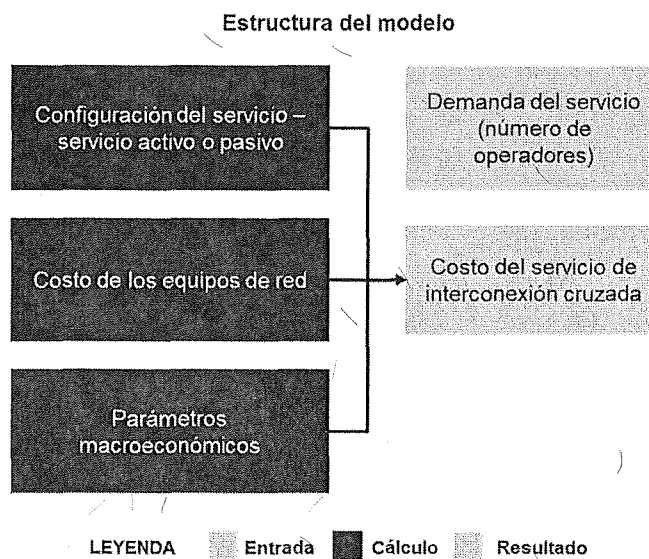 Estructura del modelo
Configuración del servicio –
servicio activo o pasivo
Demanda del servicio
(número de
operadores)
Costo de los equipos de red
Costo del servicio de
interconexión cruzada
Parámetros
macroeconómicos
LEYENDA Entrada Cálculo Resultado